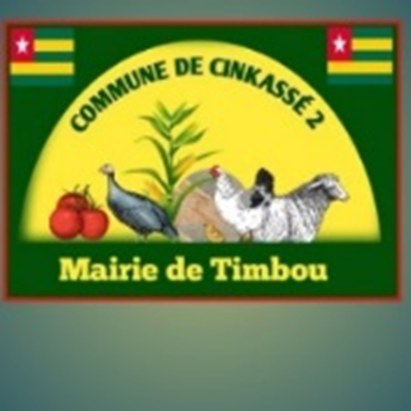 COMMUNE DE CINKASSÉ 2
Mairie de Timbou